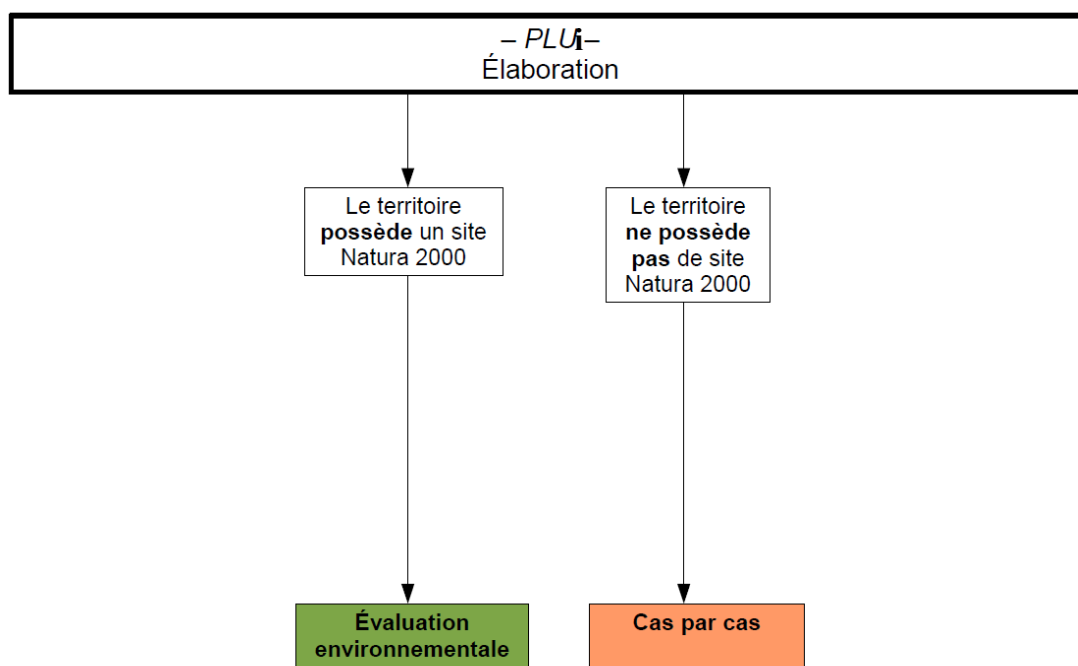 – PLUi–
Élaboration
Le territoire
possède un site
Natura 2000
Le territoire
ne possède
pas de site
Natura 2000
Évaluation
environnementale
Cas par cas